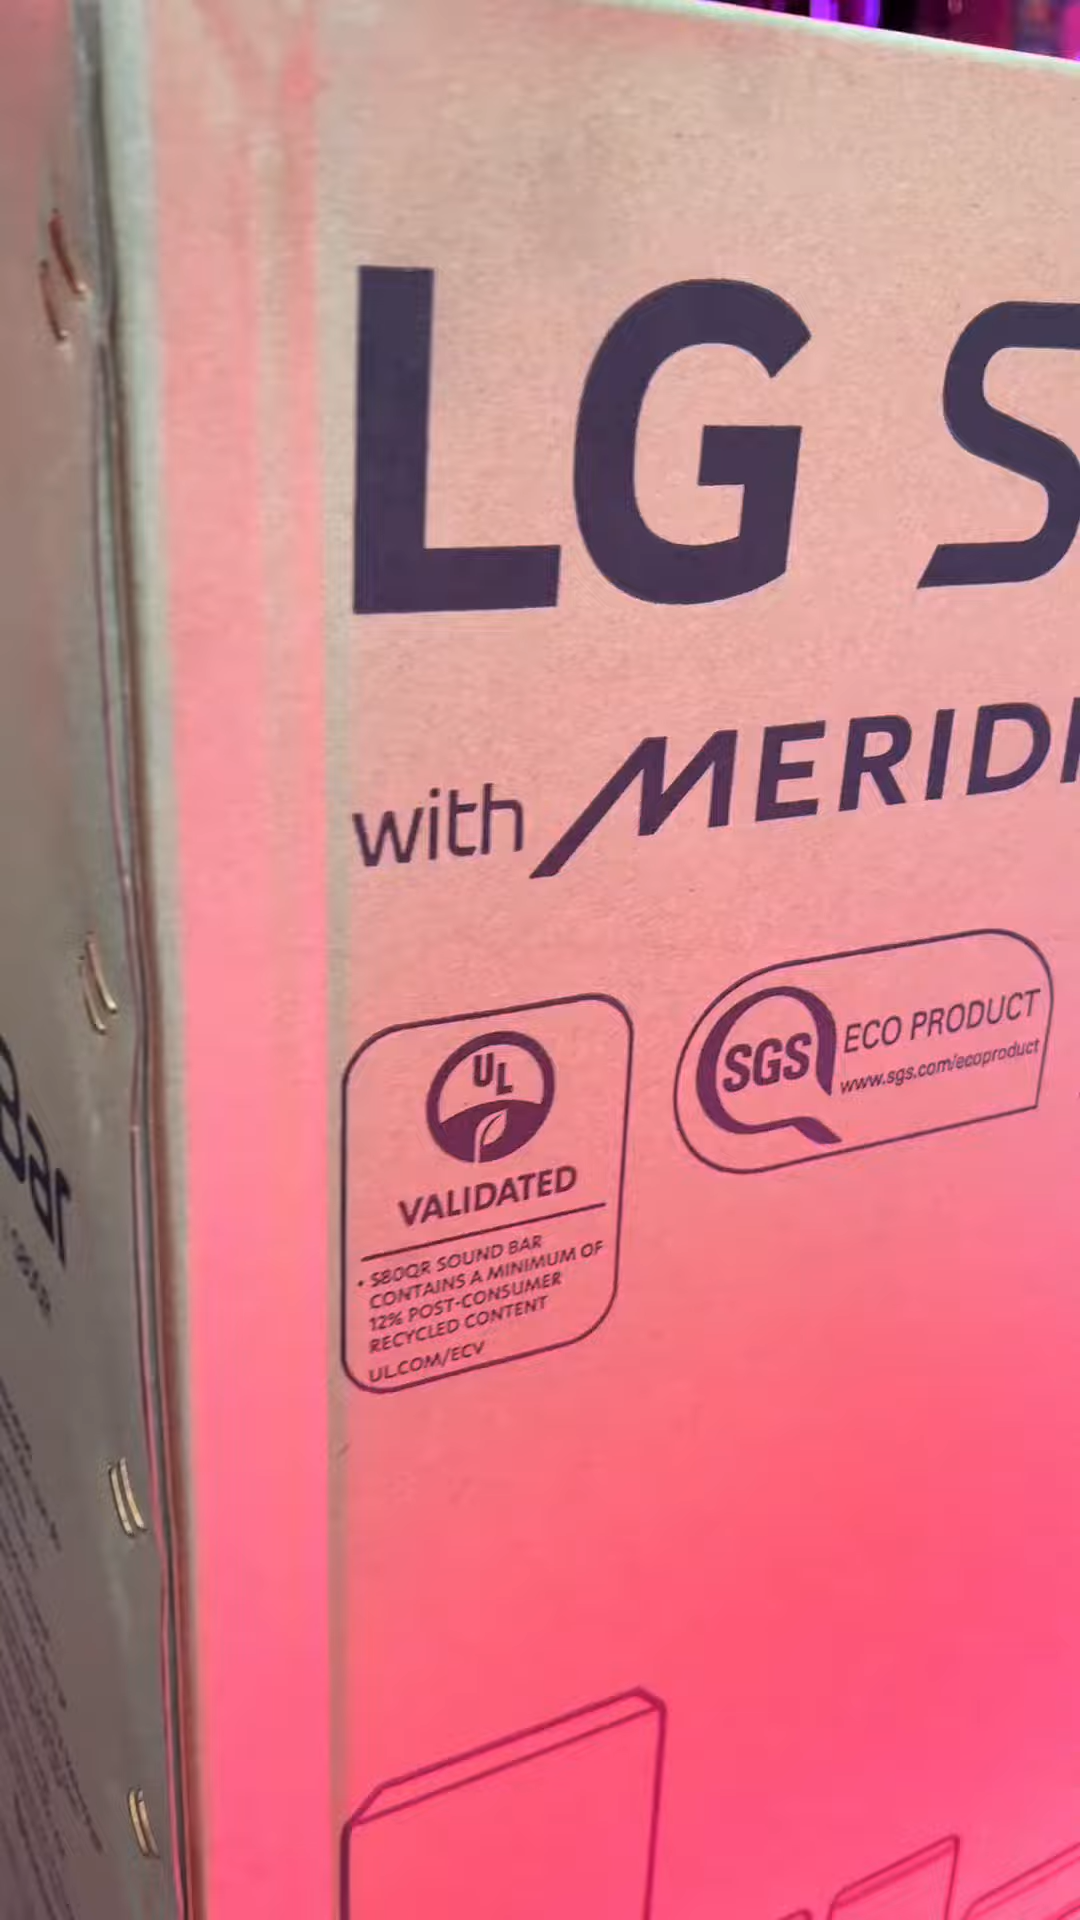 LG S
with MERIDI
UL
VALIDATED
• S80QR SOUND BAR
CONTAINS A MINIMUM OF
12% POST-CONSUMER
RECYCLED CONTENT
UL.COM/ECV
SGS
ECO PRODUCT
www.sgs.com/ecoproduct
Bar